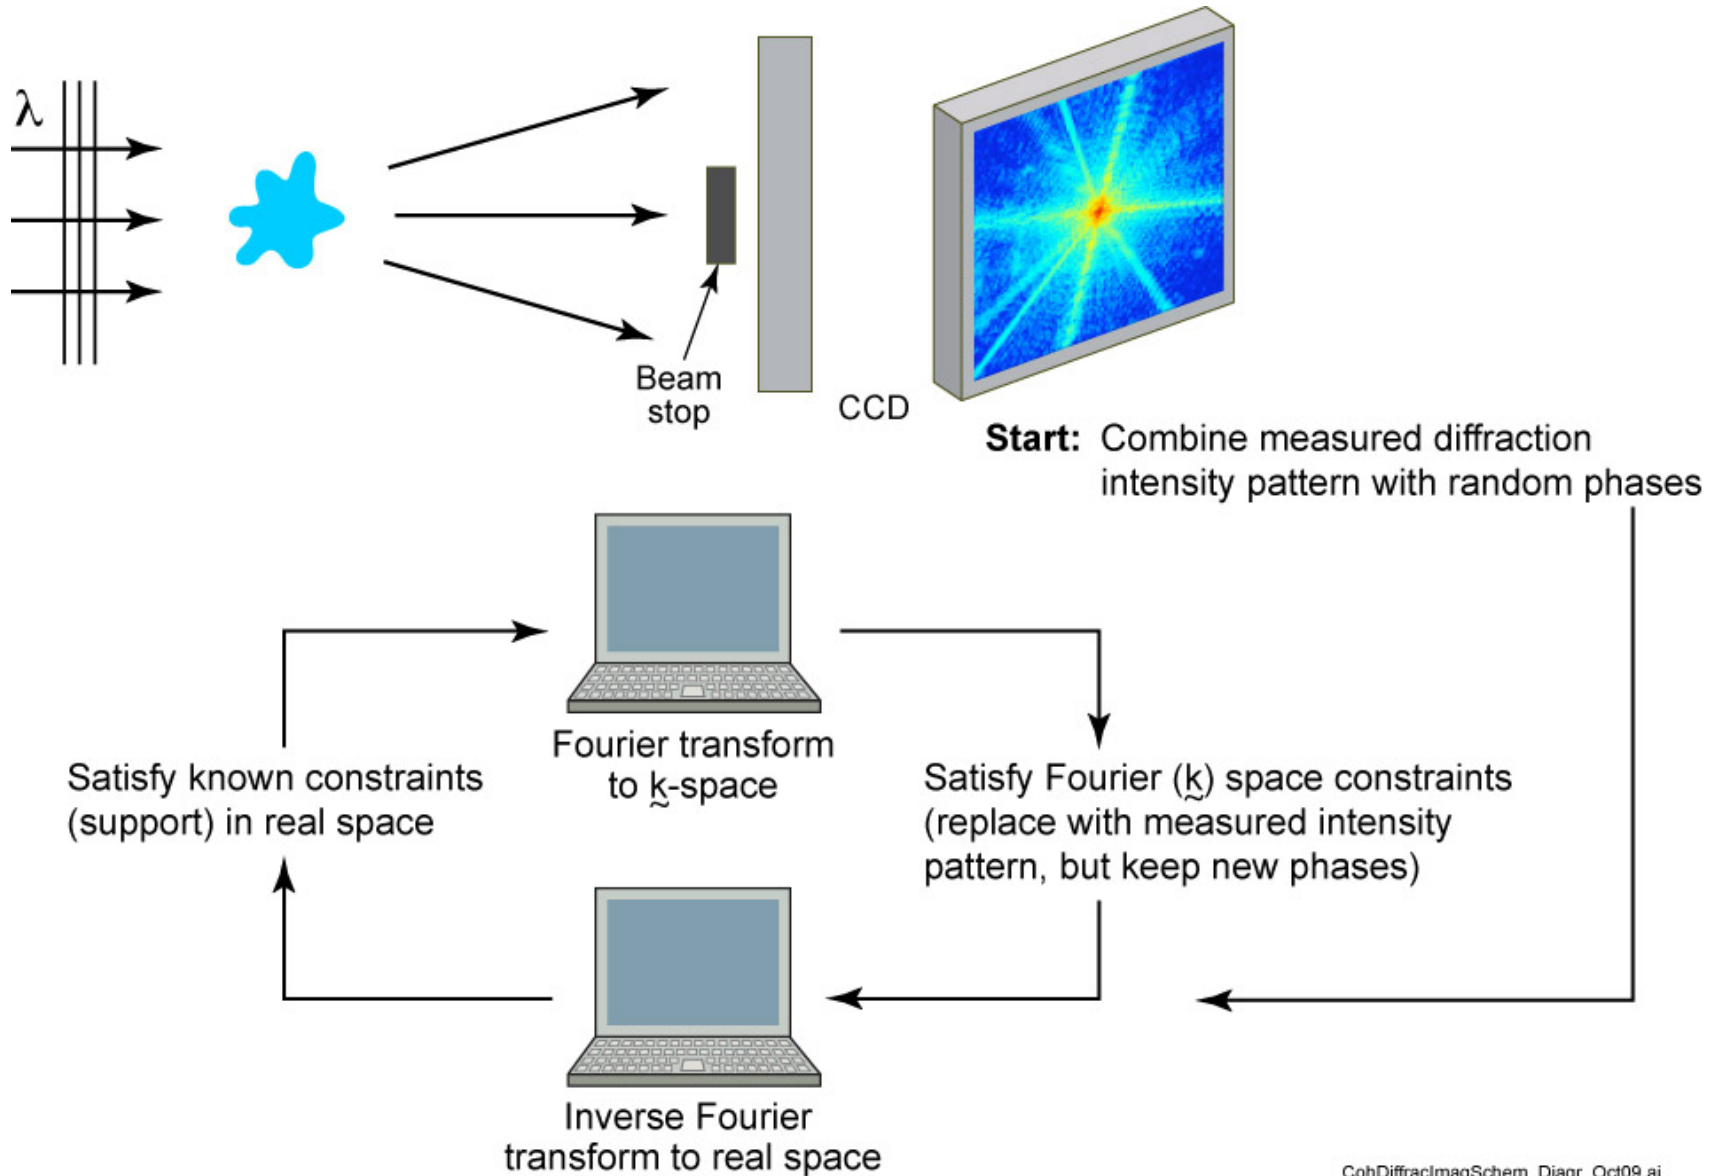 λ
Beam
stop
CCD
Start: Combine measured diffraction
intensity pattern with random phases
Fourier transform
to k̰-space
Satisfy Fourier (k̰) space constraints
(replace with measured intensity
pattern, but keep new phases)
Inverse Fourier
transform to real space
Satisfy known constraints
(support) in real space
CohDiffracImagSchem_Diagr_Oct09.ai